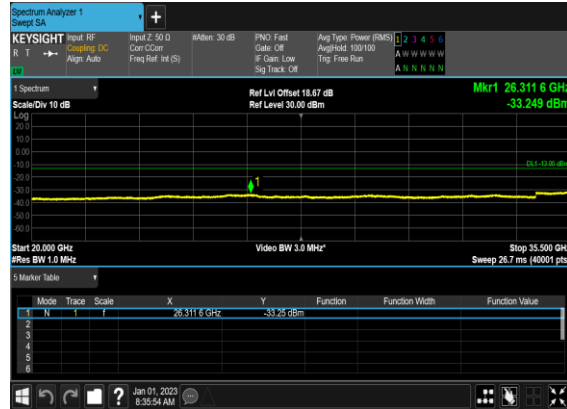 Spectrum Analyzer 1
Swept SA
KEYSIGHT
R T
Input: RF
Coupling: DC
Align: Auto
Input Z: 50 Ω
Corr CCorr
Freq Ref: Int (S)
#Atten: 30 dB
PNO: Fast
Gate: Off
IF Gain: Low
Sig Track: Off
Avg Type: Power (RMS)
Avg|Hold: 100/100
Trig: Free Run
1 2 3 4 5 6
A W W W W W
A N N N N N
1 Spectrum
Scale/Div 10 dB
Ref Lvl Offset 18.67 dB
Ref Level 30.00 dBm
Mkr1 26.311 6 GHz
-33.249 dBm
Log
20.0
10.0
0.00
-10.0
-20.0
-30.0
-40.0
-50.0
-60.0
DL1 -13.00 dBm
1
Start 20.000 GHz
#Res BW 1.0 MHz
Video BW 3.0 MHz*
Stop 35.500 GHz
Sweep 26.7 ms (40001 pts)
5 Marker Table
Mode Trace Scale X Y Function Function Width Function Value
1 N 1 f 26.311 6 GHz -33.25 dBm
2
3
4
5
6
?
Jan 01, 2023
8:35:54 AM